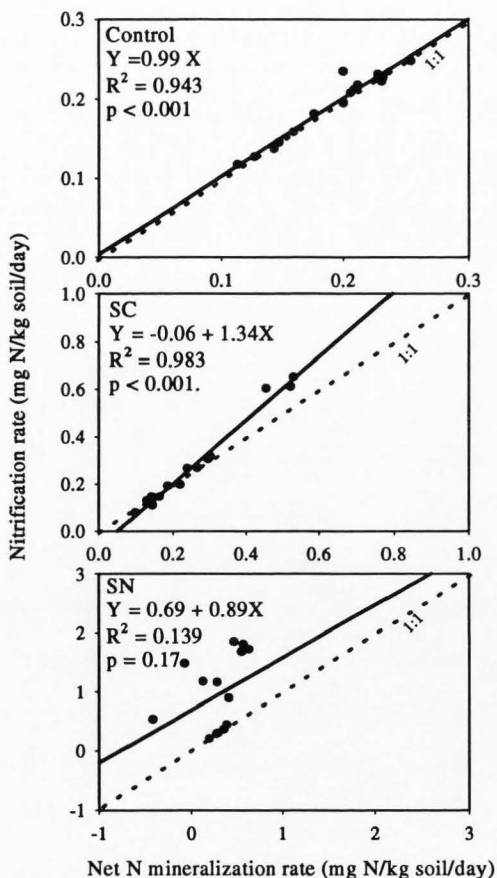 Nitrification rate (mg N/kg soil/day)
0.3
0.2
0.1
0.0
Control
Y =0.99 X
R² = 0.943
p < 0.001
1:1
0.0 0.1 0.2 0.3
1.0
0.8
0.6
0.4
0.2
0.0
SC
Y = -0.06 + 1.34X
R² = 0.983
p < 0.001.
1:1
0.0 0.2 0.4 0.6 0.8 1.0
3
2
1
0
-1
SN
Y = 0.69 + 0.89X
R² = 0.139
p = 0.17
1:1
-1 0 1 2 3
Net N mineralization rate (mg N/kg soil/day)